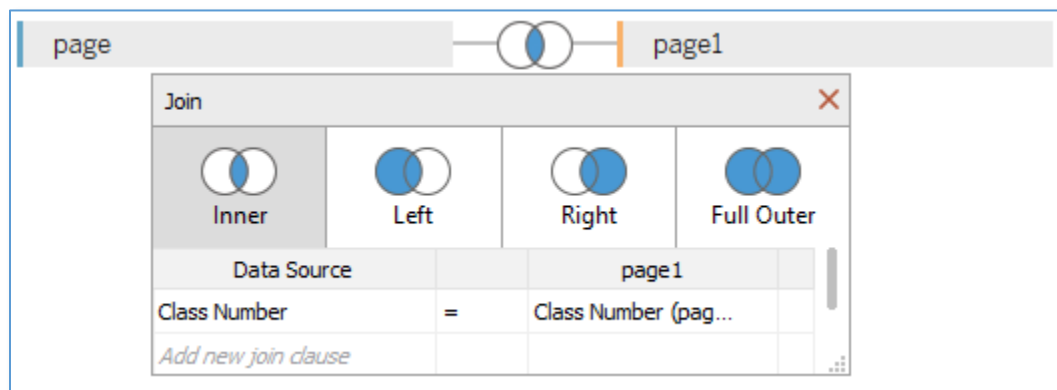 page page1
Join
Inner Left Right Full Outer
Data Source page1
Class Number = Class Number (pag...
Add new join clause